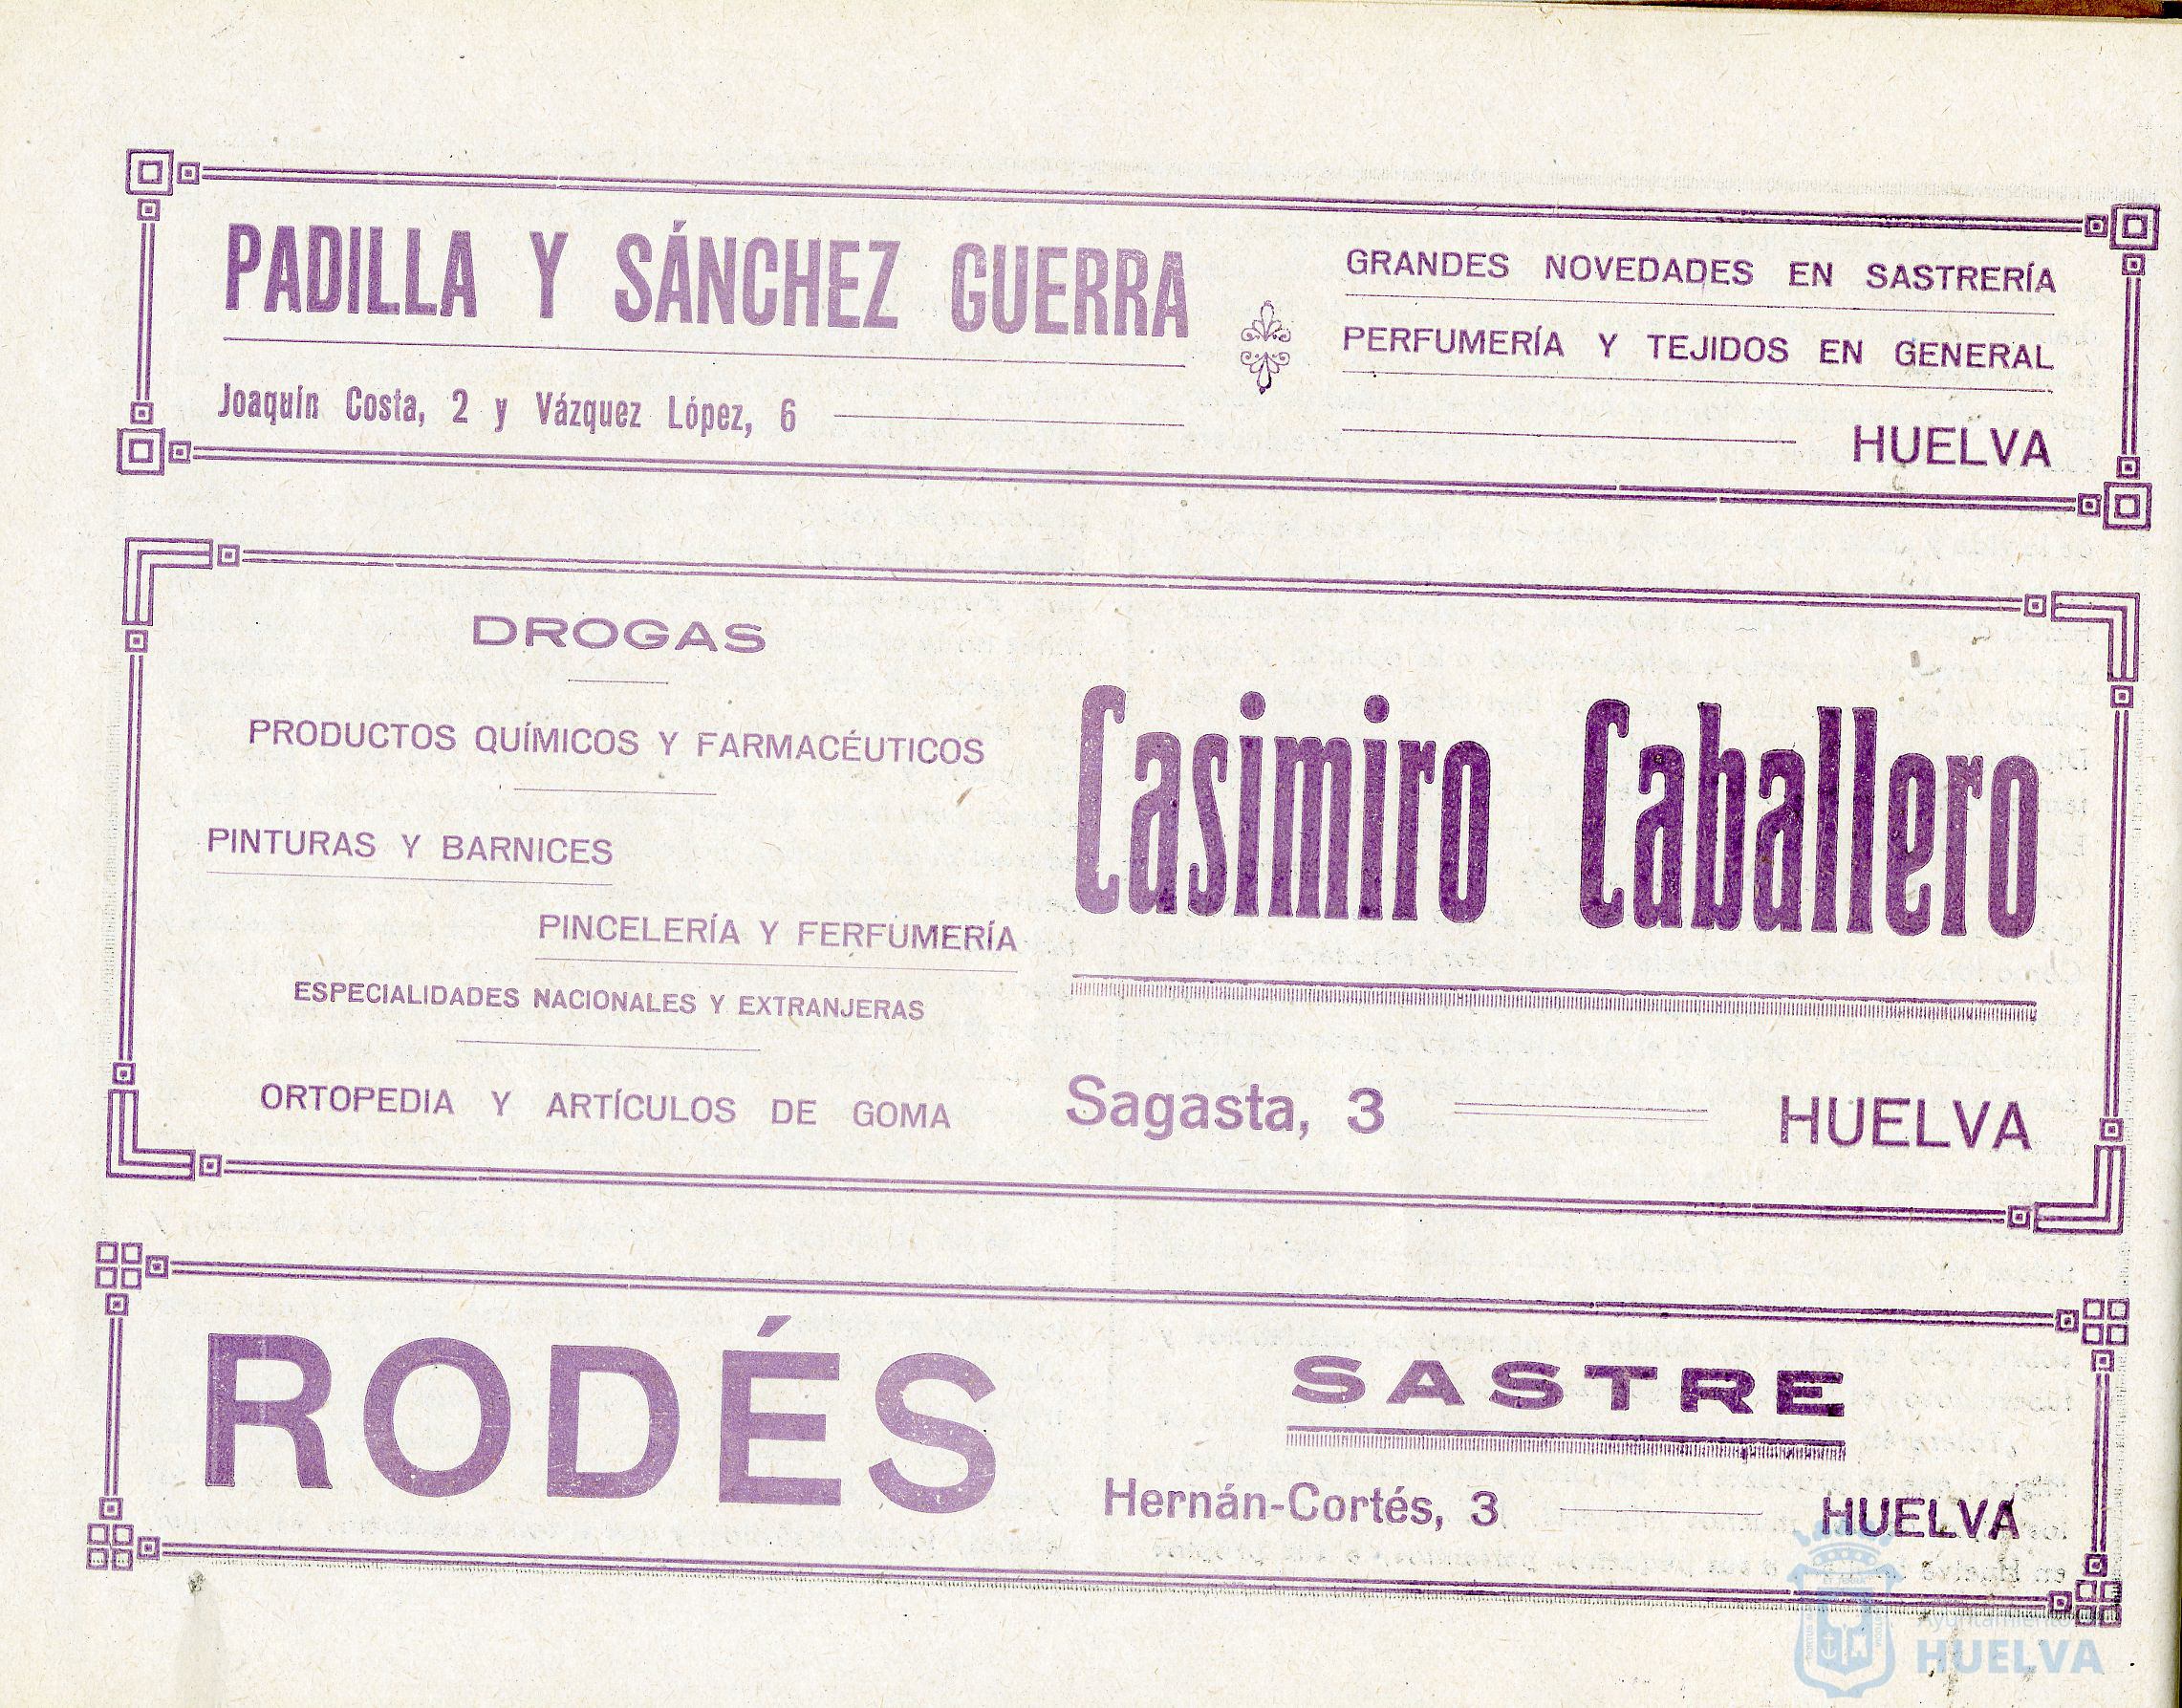 PADILLA Y SÁNCHEZ GUERRA
Joaquín Costa, 2 y Vázquez López, 6
GRANDES NOVEDADES EN SASTRERÍA
PERFUMERÍA Y TEJIDOS EN GENERAL
HUELVA
DROGAS
PRODUCTOS QUÍMICOS Y FARMACÉUTICOS
PINTURAS Y BARNICES
PINCELERÍA Y FERFUMERÍA
ESPECIALIDADES NACIONALES Y EXTRANJERAS
ORTOPEDIA Y ARTÍCULOS DE GOMA
Casimiro Caballero
Sagasta, 3
HUELVA
RODÉS
SASTRE
Hernán-Cortés, 3
HUELVA
Ayuntamiento
HUELVA